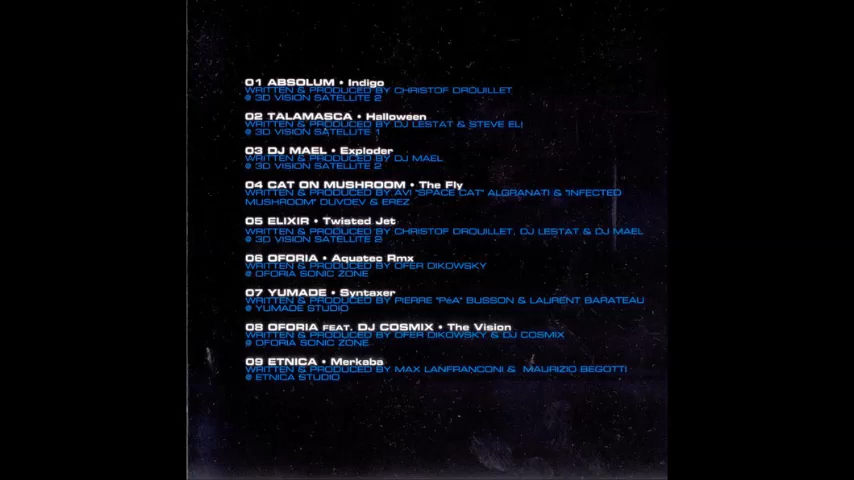 01 ABSOLUM • Indigo
WRITTEN & PRODUCED BY CHRISTOF DROUILLET
@ 3D VISION SATELLITE 2
02 TALAMASCA • Halloween
WRITTEN & PRODUCED BY DJ LESTAT & STEVE ELI
@ 3D VISION SATELLITE 1
03 DJ MAEL • Exploder
WRITTEN & PRODUCED BY DJ MAEL
@ 3D VISION SATELLITE 2
04 CAT ON MUSHROOM • The Fly
WRITTEN & PRODUCED BY AVI "SPACE CAT" ALGRANATI & "INFECTED
MUSHROOM" DUVDEV & EREZ
05 ELIXIR • Twisted Jet
WRITTEN & PRODUCED BY CHRISTOF DROUILLET, DJ LESTAT & DJ MAEL
@ 3D VISION SATELLITE 2
06 OFORIA • Aquatec Rmx
WRITTEN & PRODUCED BY OFER DIKOWSKY
@ OFORIA SONIC ZONE
07 YUMADE • Syntaxer
WRITTEN & PRODUCED BY PIERRE "PéA" BUSSON & LAURENT BARATEAU
@ YUMADE STUDIO
08 OFORIA FEAT. DJ COSMIX • The Vision
WRITTEN & PRODUCED BY OFER DIKOWSKY & DJ COSMIX
@ OFORIA SONIC ZONE
09 ETNICA • Merkaba
WRITTEN & PRODUCED BY MAX LANFRANCONI & MAURIZIO BEGOTTI
@ ETNICA STUDIO